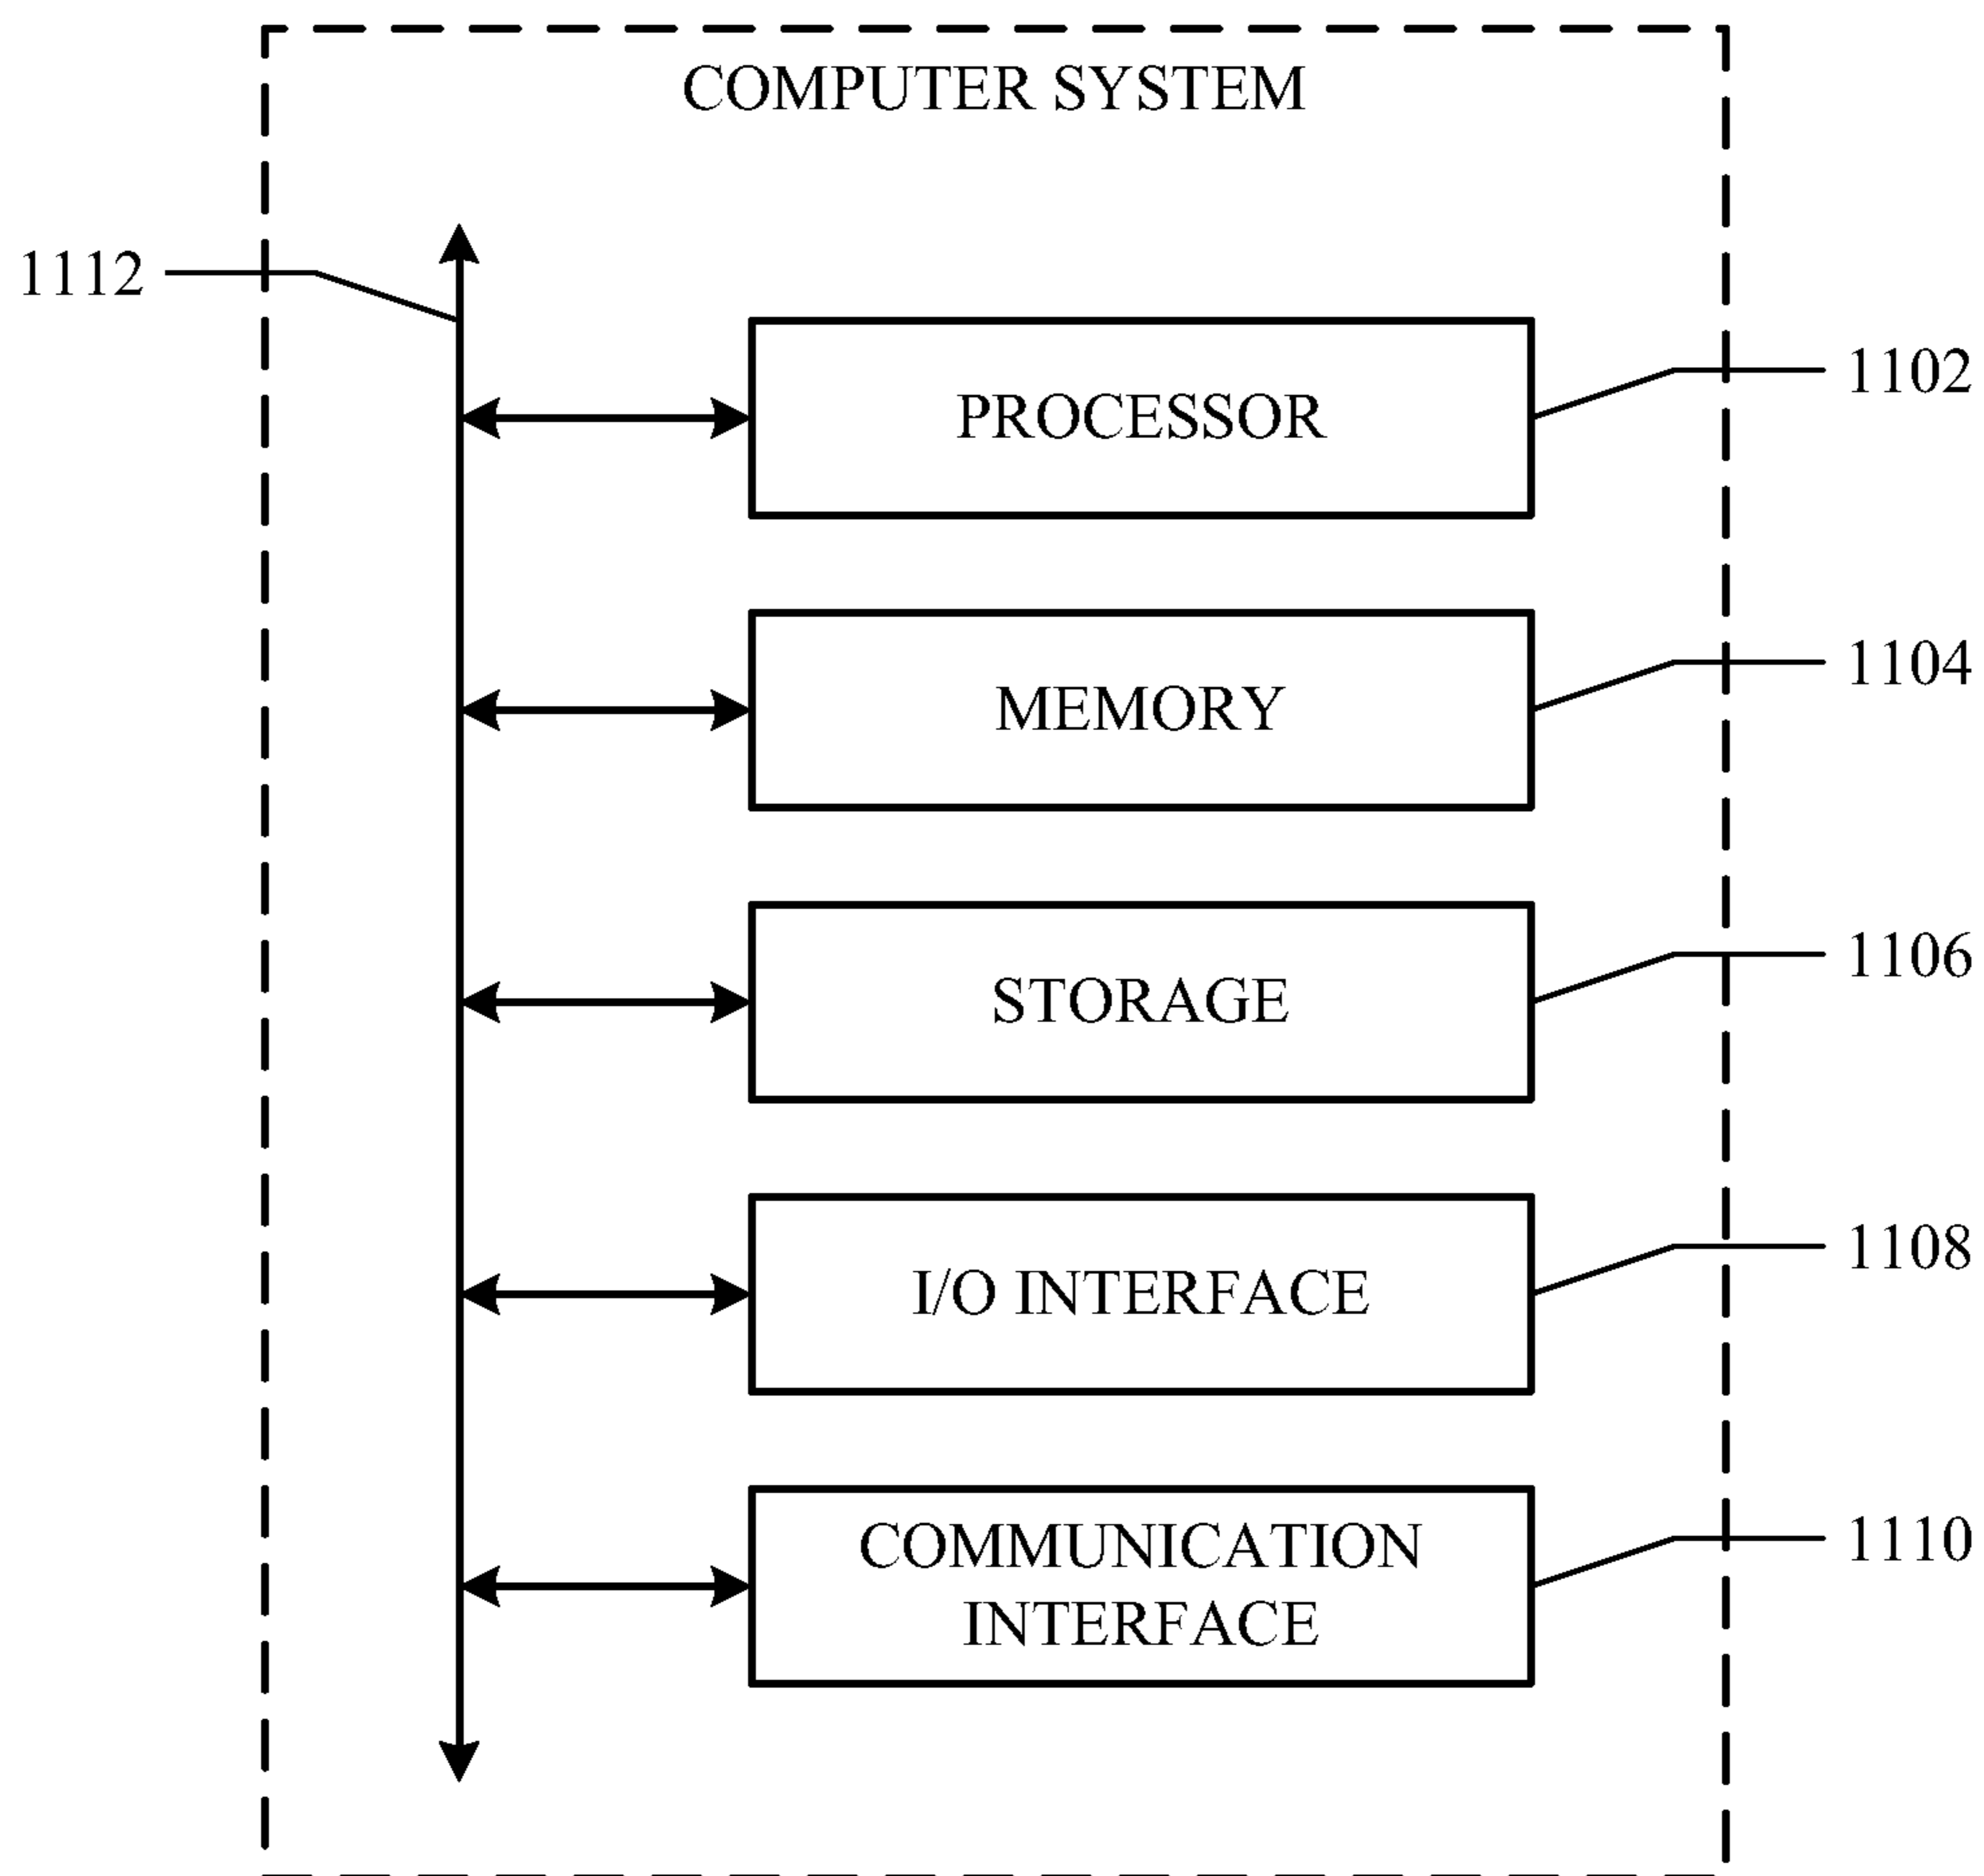 COMPUTER SYSTEM
1112
PROCESSOR
1102
MEMORY
1104
STORAGE
1106
I/O INTERFACE
1108
COMMUNICATION
INTERFACE
1110